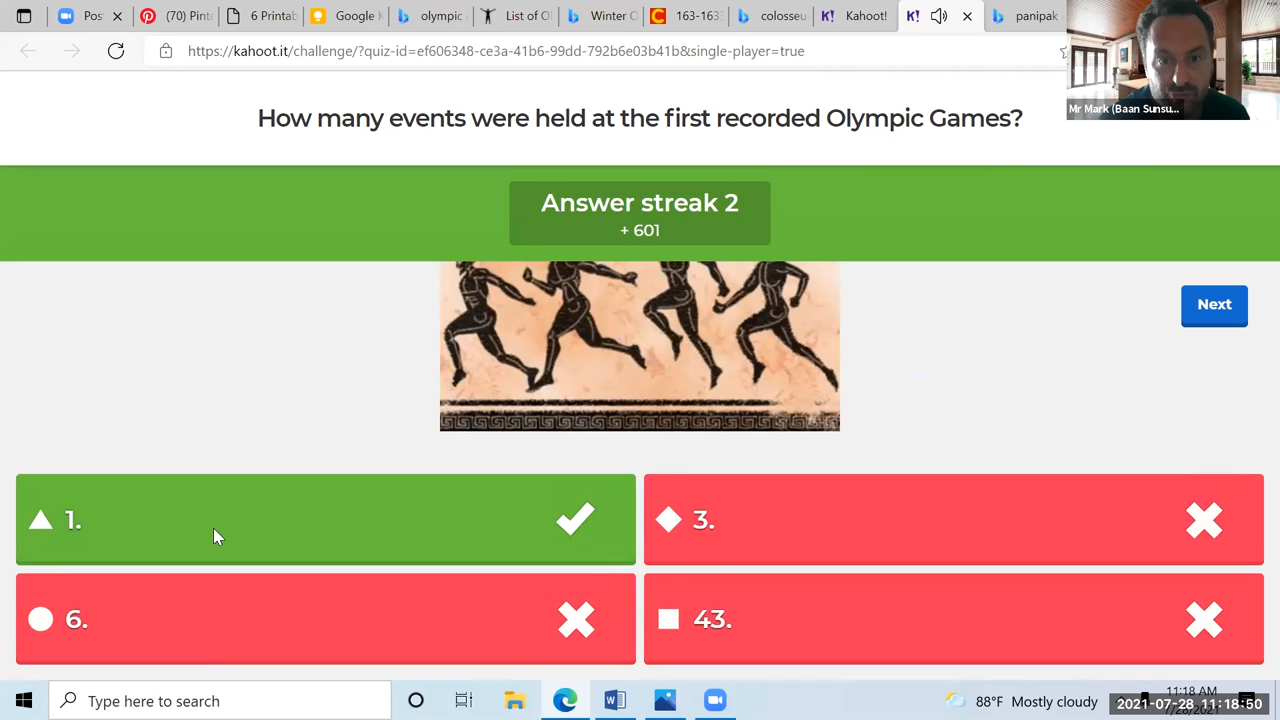 Pos
(70) Pin
6 Printab
Google K
olympic
List of O
Winter O
163-163
colosseu
Kahoot!
K!
panipak
https://kahoot.it/challenge/?quiz-id=ef606348-ce3a-41b6-99dd-792b6e03b41b&single-player=true
Mr Mark (Baan Sunsu...
How many events were held at the first recorded Olympic Games?
Answer streak 2
+ 601
Next
1.
3.
6.
43.
Type here to search
88°F Mostly cloudy
11:18 AM
2021-07-28 11:18:50